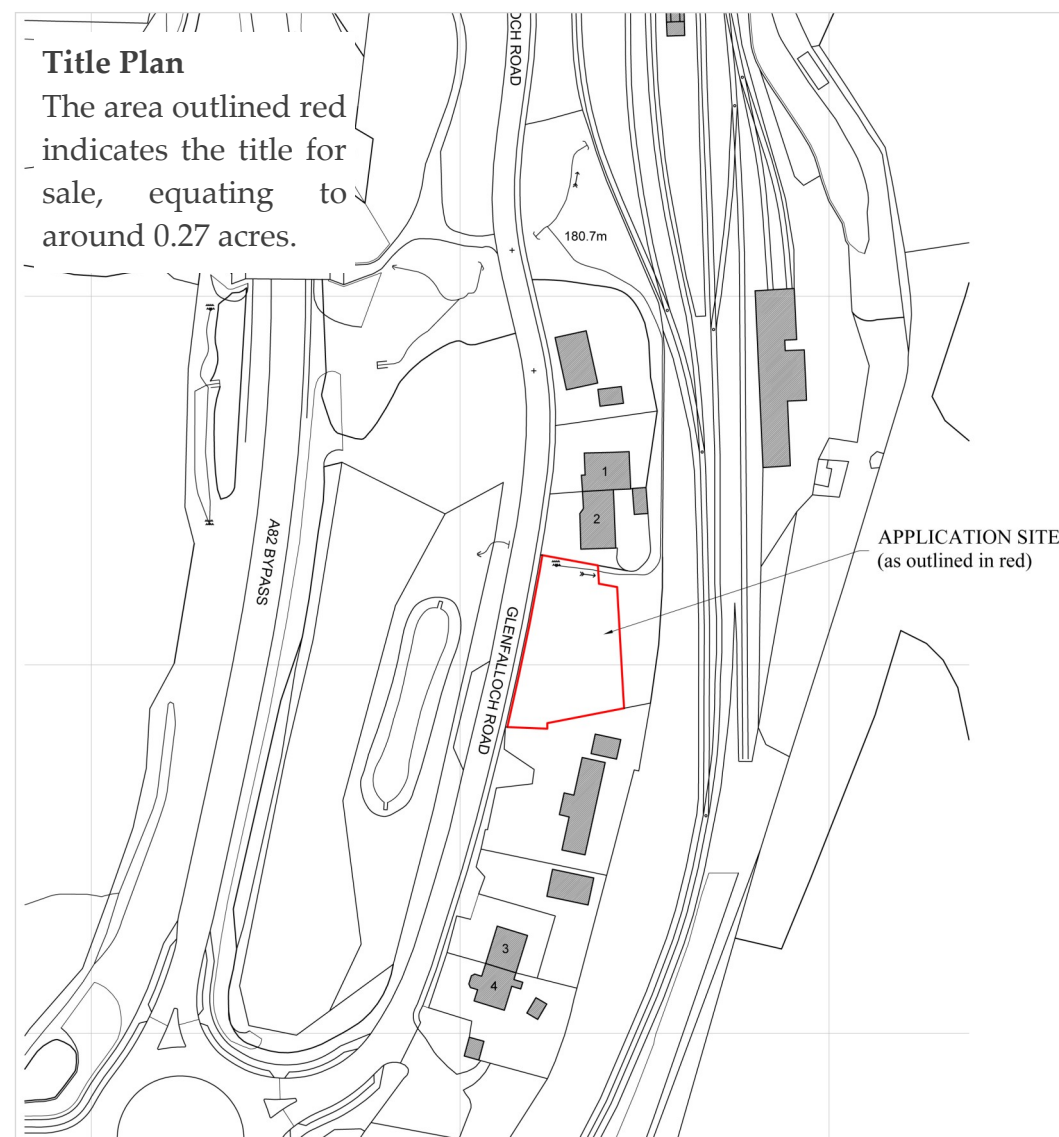 Title Plan
The area outlined red
indicates the title for
sale, equating to
around 0.27 acres.
OCH ROAD
180.7m
1
2
A82 BYPASS
APPLICATION SITE
(as outlined in red)
GLENFALLOCH ROAD
3
4